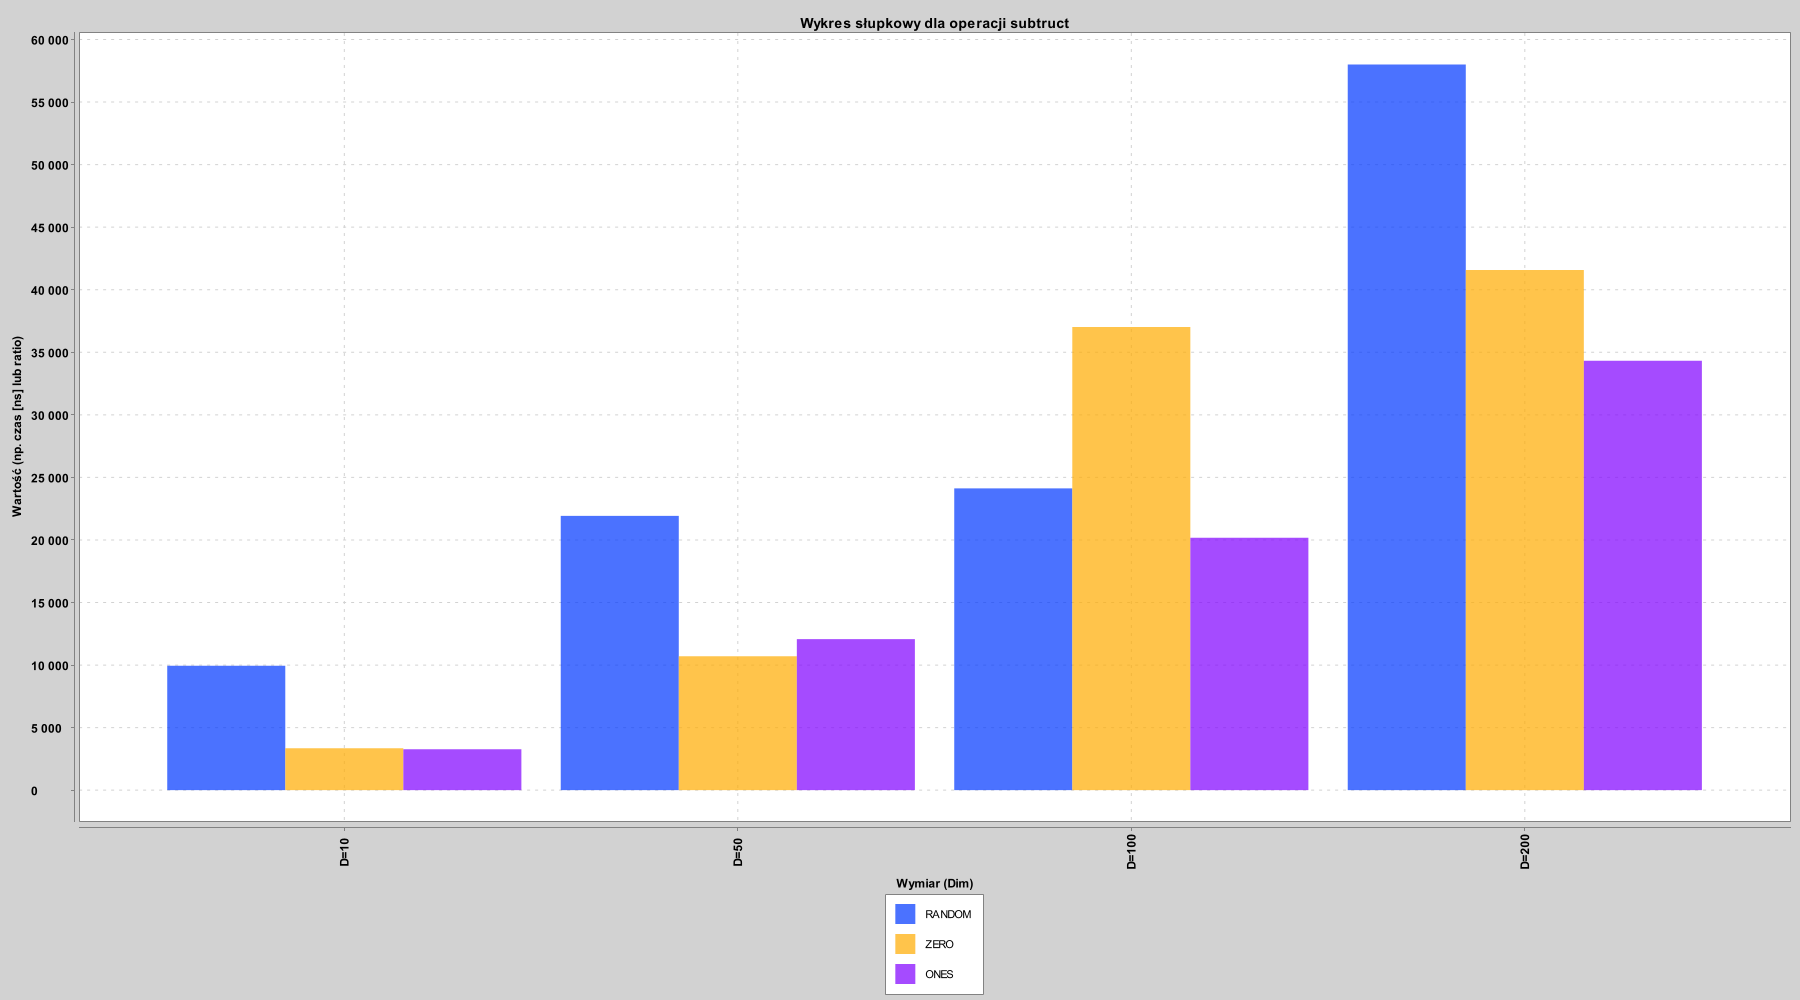 Wykres słupkowy dla operacji subtruct
60 000
55 000
50 000
45 000
40 000
35 000
30 000
25 000
20 000
15 000
10 000
5 000
0
Wartość (np. czas [ns] lub ratio)
D=10
D=50
D=100
D=200
Wymiar (Dim)
RANDOM
ZERO
ONES